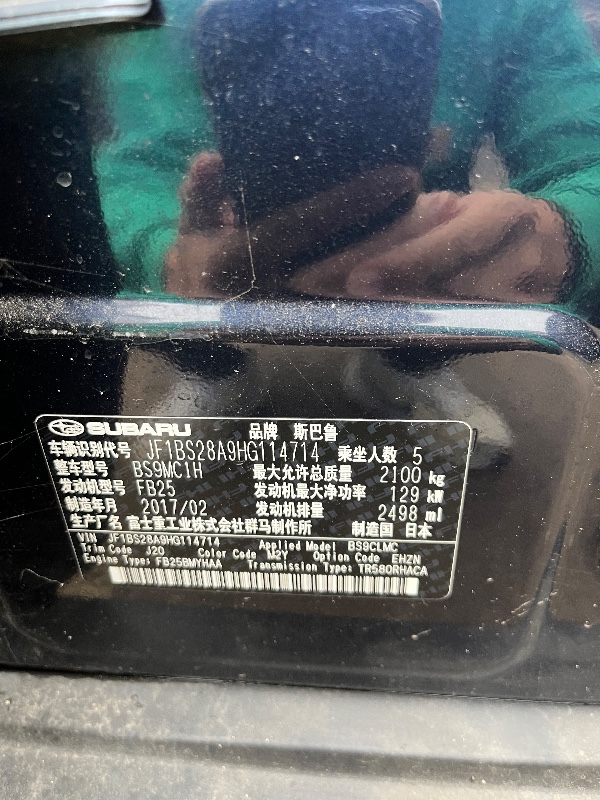 SUBARU 品牌 斯巴鲁
车辆识别代号 JF1BS28A9HG114714 乘坐人数 5
整车型号 BS9MC1H 最大允许总质量 2100 kg
发动机型号 FB25 发动机最大净功率 129 kW
制造年月 2017/02 发动机排量 2498 ml
生产厂名 富士重工业株式会社群马制作所 制造国 日本
VIN JF1BS28A9HG114714 Applied Model BS9CLMC
Trim Code J20 Color Code N2Y Option Code EHZN
Engine Type: FB25BMYHAA Transmission Type: TR580RHACA